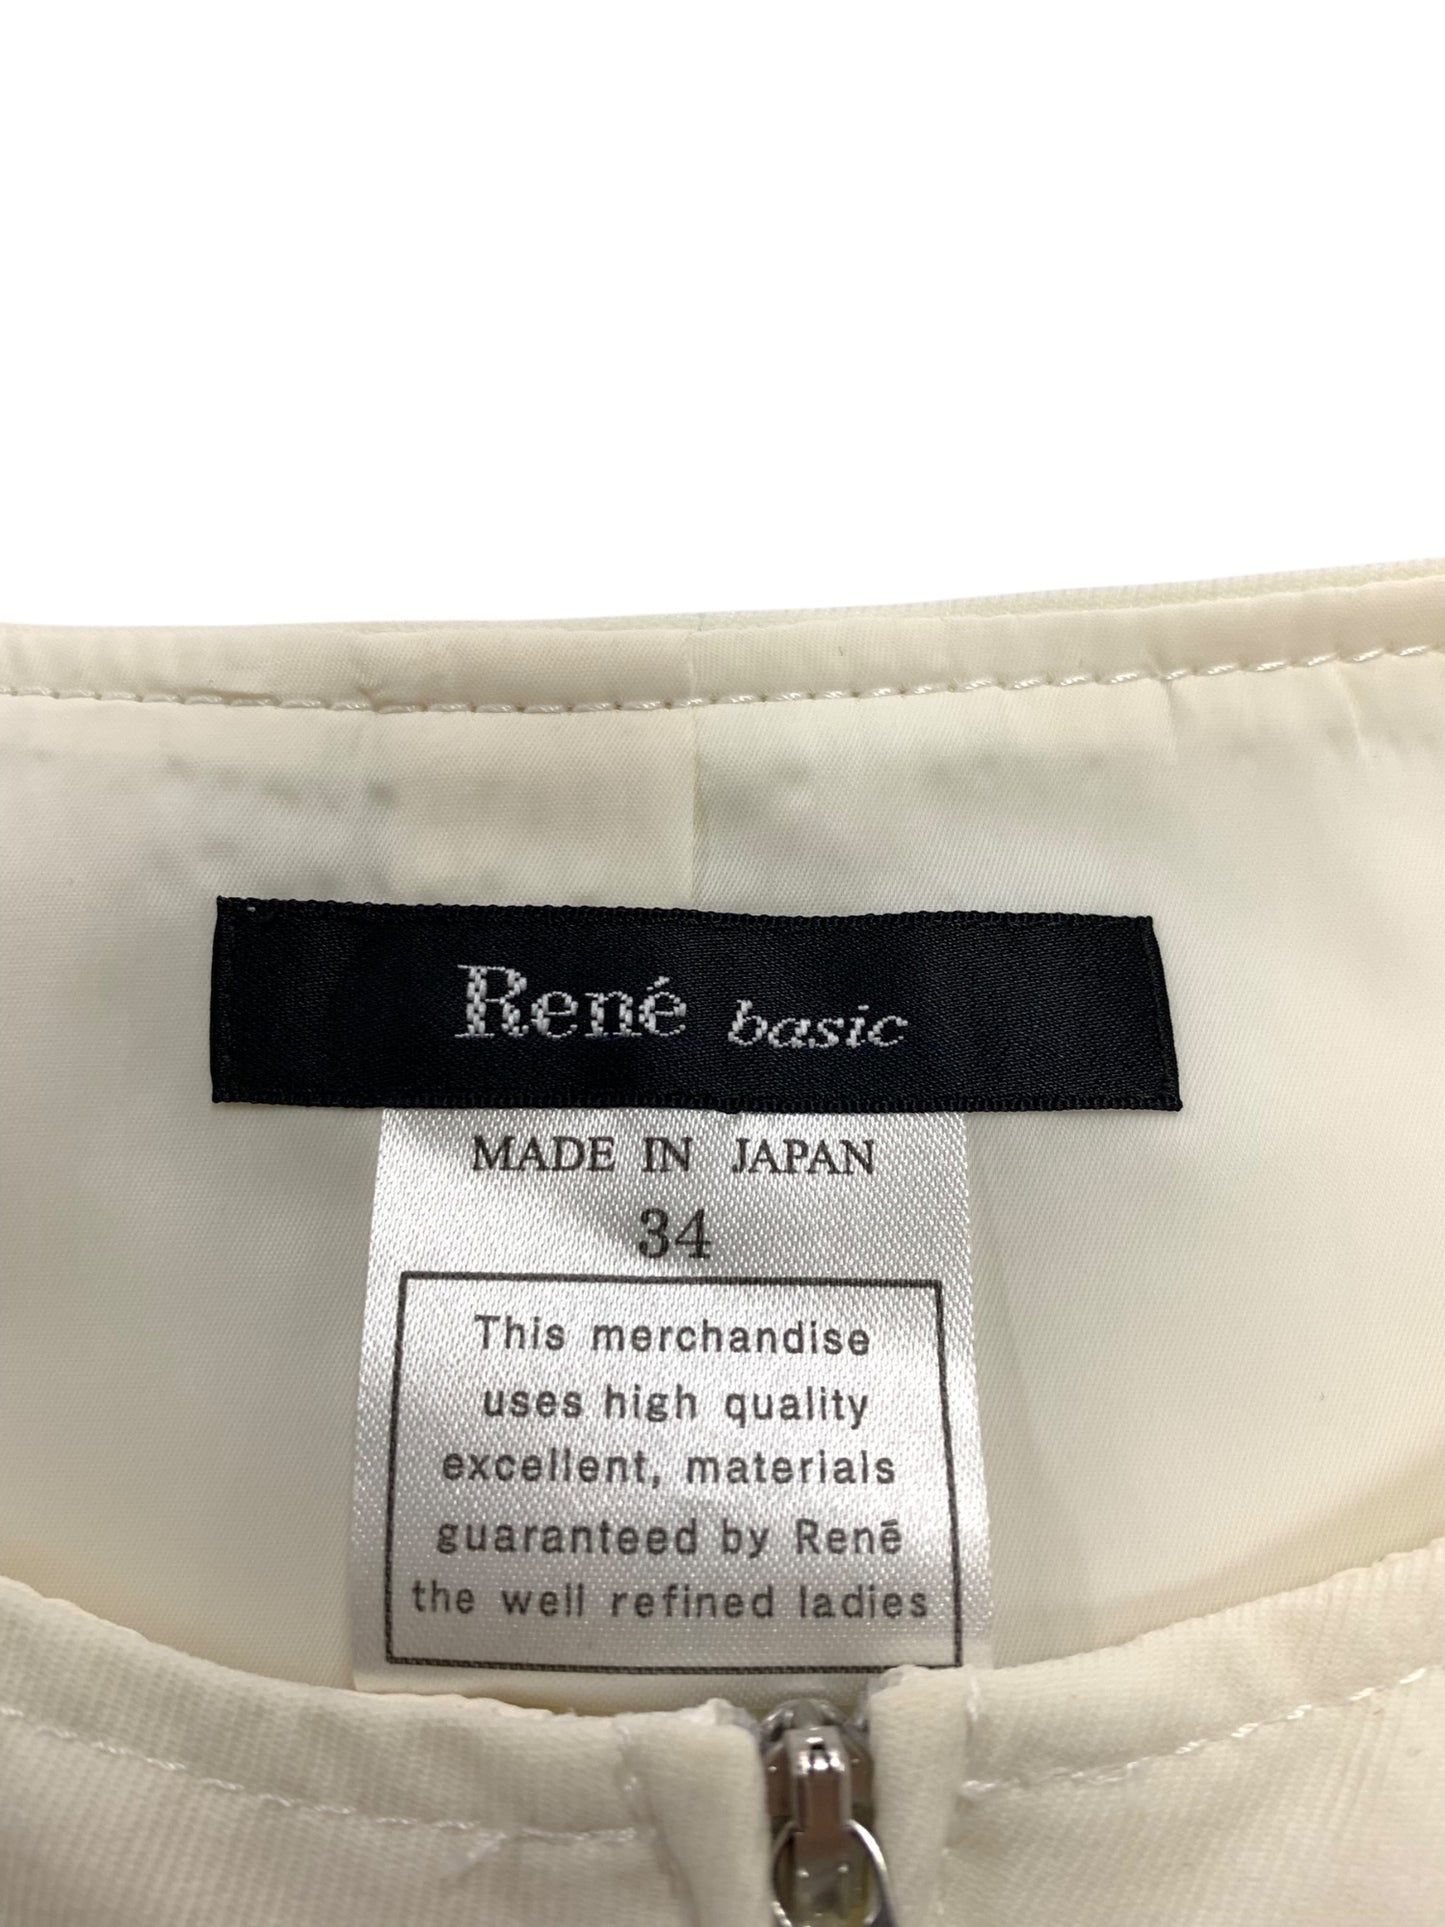 René basic
MADE IN JAPAN
34
This merchandise
uses high quality
excellent, materials
guaranteed by Renē
the well refined ladies